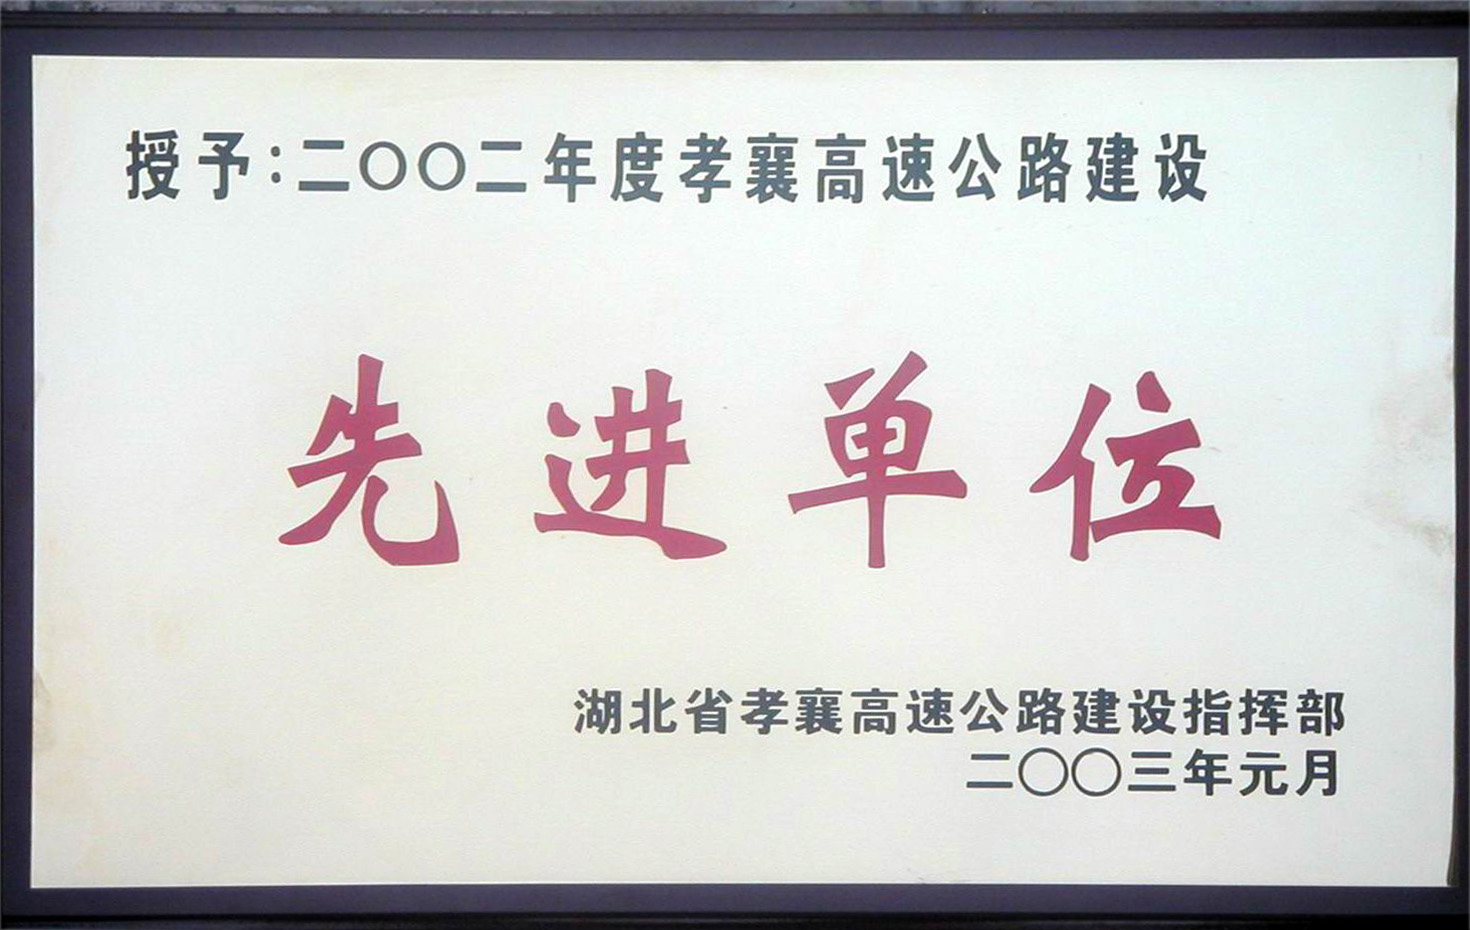 授予:二〇〇二年度孝襄高速公路建设
先进单位
湖北省孝襄高速公路建设指挥部
二〇〇三年元月